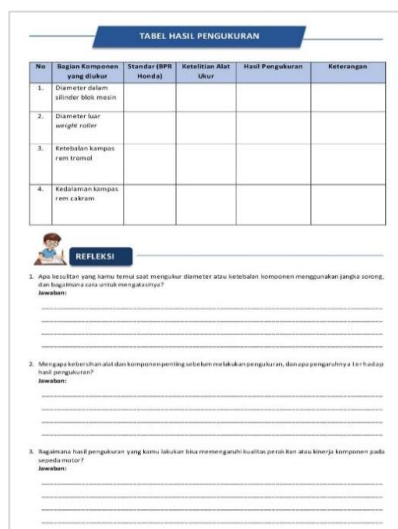 TABEL HASIL PENGUKURAN
No Bagian Komponen yang diukur Standar (BPR Honda) Ketelitian Alat Ukur Hasil Pengukuran Keterangan
1. Diameter dalam
silinder blok mesin
2. Diameter luar
weight roller
3. Ketebalan kampas
rem tromol
4. Kedalaman kampas
rem cakram
REFLEKSI
1. Apa kesulitan yang kamu temui saat mengukur diameter atau ketebalan komponen menggunakan jangka sorong,
dan bagaimana cara untuk mengatasinya?
Jawaban:
2. Mengapa kebersihan alat dan komponen penting sebelum melakukan pengukuran, dan apa pengaruhnya terhadap
hasil pengukuran?
Jawaban:
3. Bagaimana hasil pengukuran yang kamu lakukan bisa memengaruhi kualitas perakitan atau kinerja komponen pada
sepeda motor?
Jawaban: